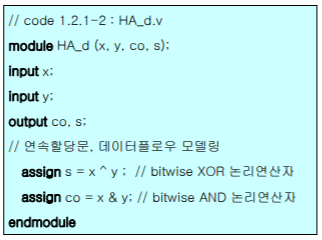 // code 1.2.1-2 : HA_d.v
module HA_d (x, y, co, s);
input x;
input y;
output co, s;
// 연속할당문, 데이터플로우 모델링
assign s = x ^ y ; // bitwise XOR 논리연산자
assign co = x & y; // bitwise AND 논리연산자
endmodule